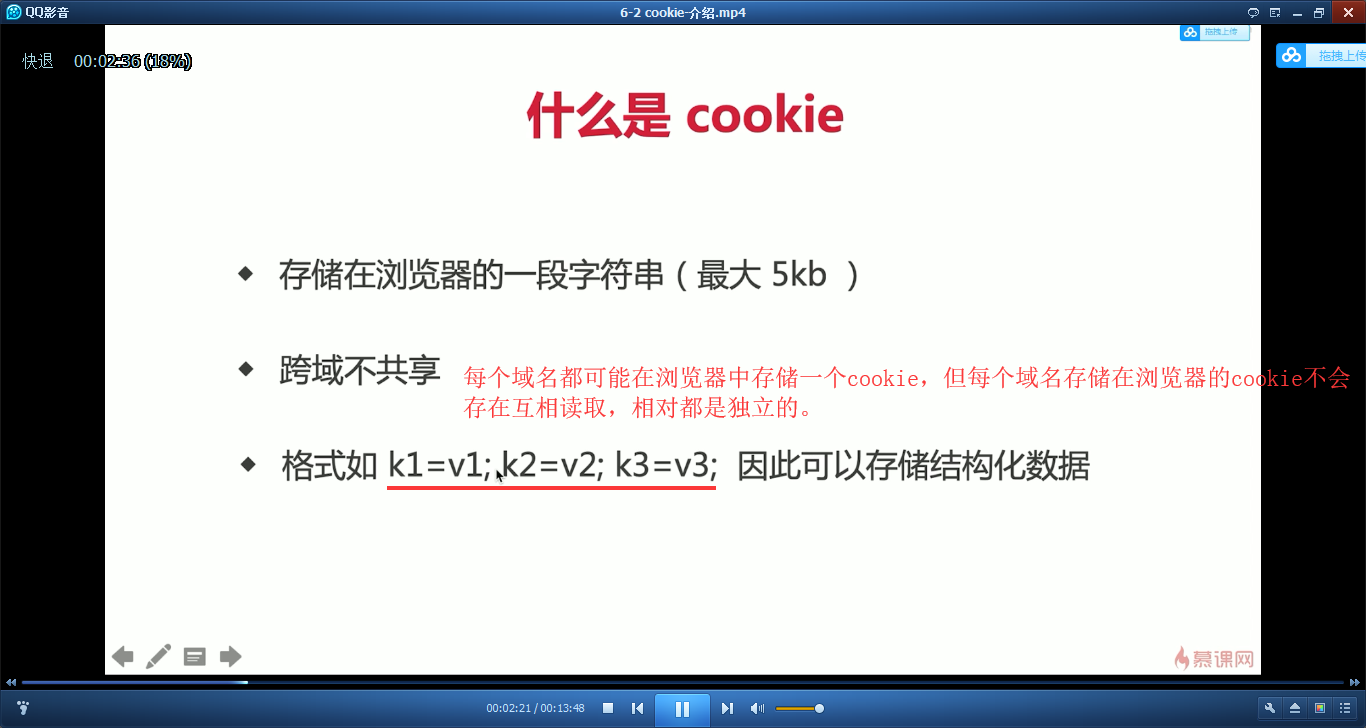 QQ影音
6-2 cookie-介绍.mp4
拖拽上传
快退 00:02:36 (18%)
拖拽上传
什么是 cookie
存储在浏览器的一段字符串（最大 5kb ）
跨域不共享
每个域名都可能在浏览器中存储一个cookie，但每个域名存储在浏览器的cookie不会
存在互相读取，相对都是独立的。
格式如 k1=v1; k2=v2; k3=v3; 因此可以存储结构化数据
慕课网
00:02:21 / 00:13:48